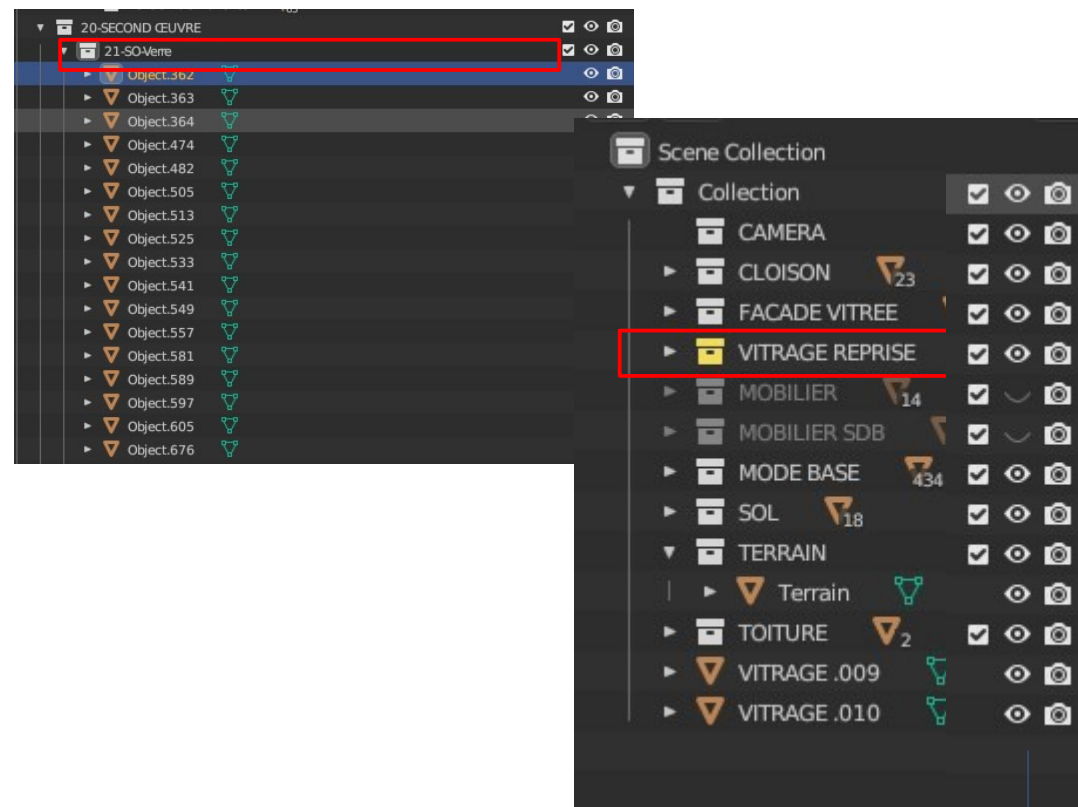 20-SECOND ŒUVRE
21-SO-Verre
Object.362
Object.363
Object.364
Object.474
Object.482
Object.505
Object.513
Object.525
Object.533
Object.541
Object.549
Object.557
Object.581
Object.589
Object.597
Object.605
Object.676
Scene Collection
Collection
CAMERA
CLOISON 23
FACADE VITREE
VITRAGE REPRISE
MOBILIER 14
MOBILIER SDB
MODE BASE 434
SOL 18
TERRAIN
Terrain
TOITURE 2
VITRAGE .009
VITRAGE .010